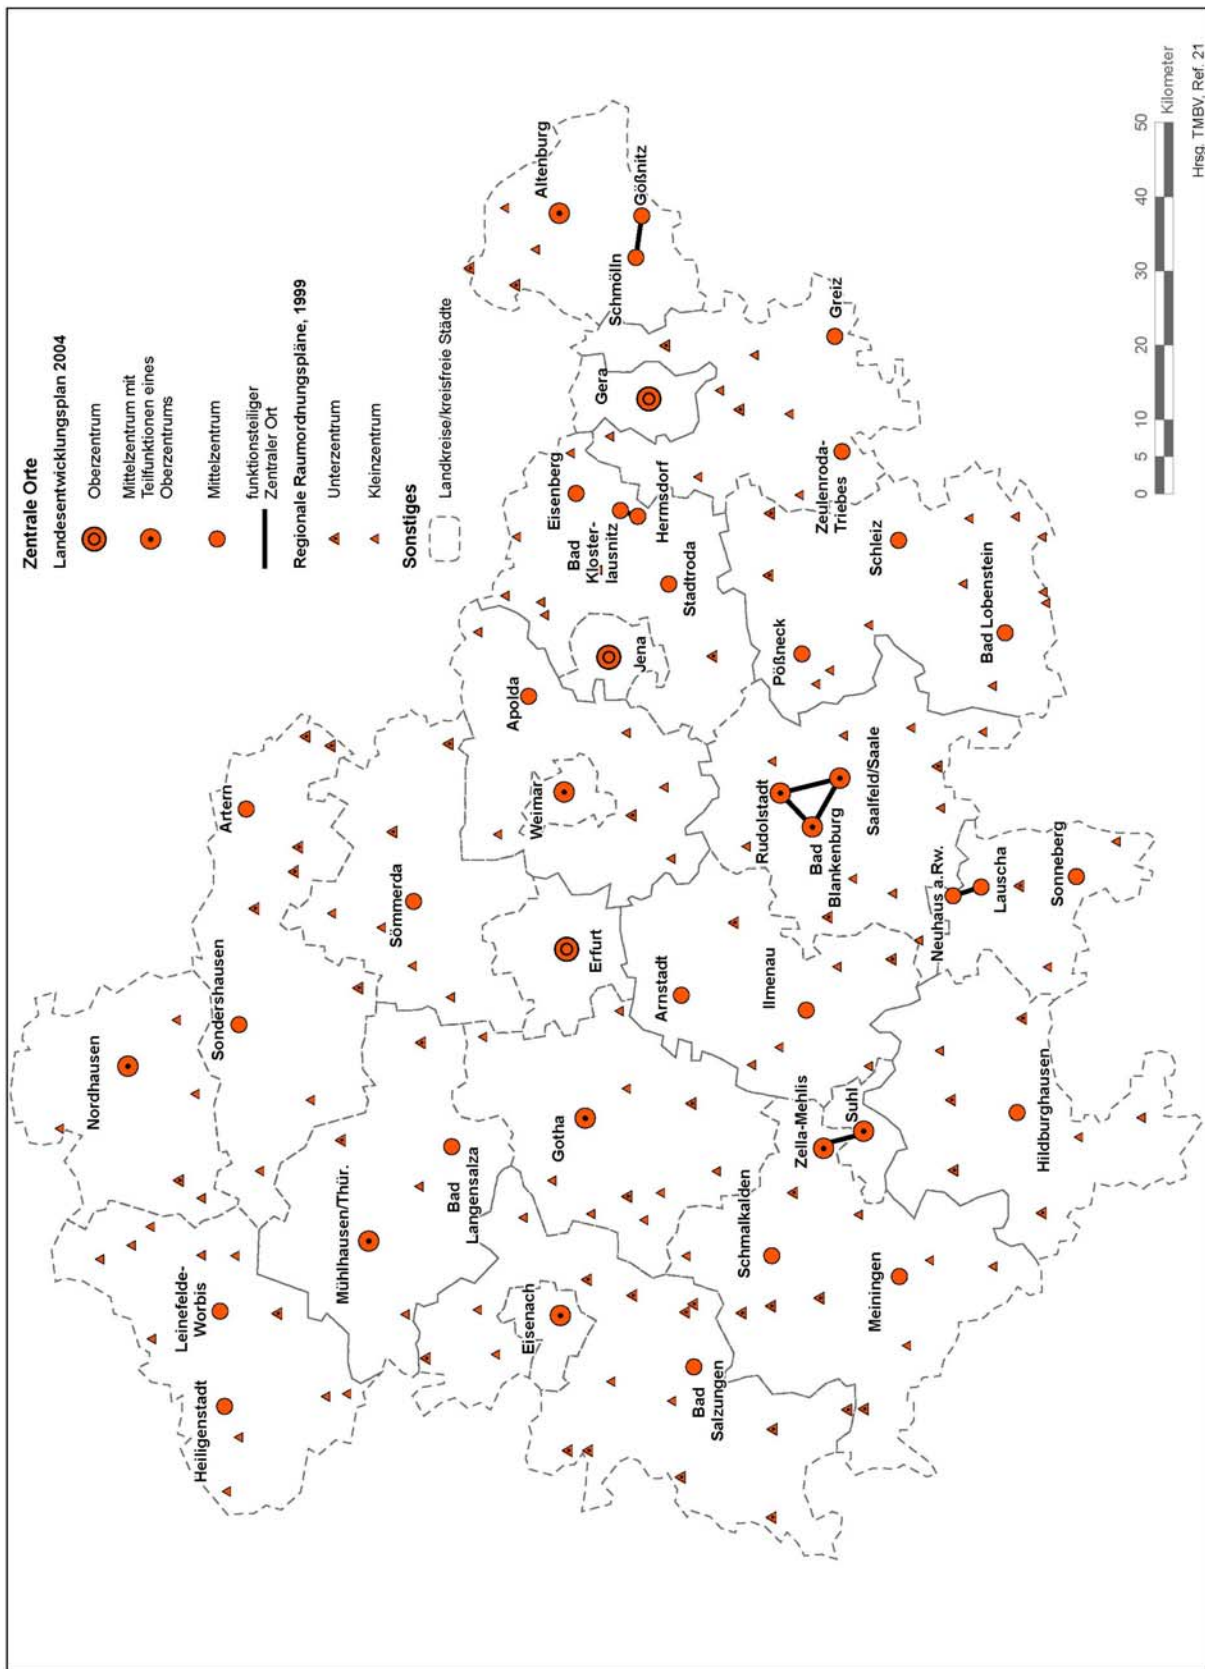 Zentrale Orte
Landesentwicklungsplan 2004
Oberzentrum
Mittelzentrum mit
Teilfunktionen eines
Oberzentrums
Mittelzentrum
funktionsteiliger
Zentraler Ort
Regionale Raumordnungspläne, 1999
Unterzentrum
Kleinzentrum
Sonstiges
Landkreise/kreisfreie Städte
Nordhausen
Heiligenstadt
Leinefelde-
Worbis
Sondershausen
Artern
Mühlhausen/Thür.
Bad
Langensalza
Sömmerda
Eisenach
Gotha
Erfurt
Weimar
Apolda
Jena
Eisenberg
Bad
Kloster-
lausnitz
Hermsdorf
Stadtroda
Gera
Altenburg
Schmölln
Gößnitz
Bad
Salzungen
Schmalkalden
Arnstadt
Ilmenau
Zella-Mehlis
Suhl
Rudolstadt
Bad
Blankenburg
Saalfeld/Saale
Pößneck
Zeulenroda-
Triebes
Greiz
Schleiz
Bad Lobenstein
Meiningen
Hildburghausen
Neuhaus a.Rw.
Lauscha
Sonneberg
0 5 10 20 30 40 50
Kilometer
Hrsg. TMBV, Ref. 21